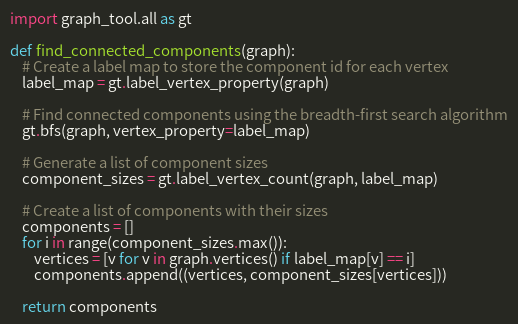 import graph_tool.all as gt
def find_connected_components(graph):
# Create a label map to store the component id for each vertex
label_map = gt.label_vertex_property(graph)
# Find connected components using the breadth-first search algorithm
gt.bfs(graph, vertex_property=label_map)
# Generate a list of component sizes
component_sizes = gt.label_vertex_count(graph, label_map)
# Create a list of components with their sizes
components = []
for i in range(component_sizes.max()):
vertices = [v for v in graph.vertices() if label_map[v] == i]
components.append((vertices, component_sizes[vertices]))
return components